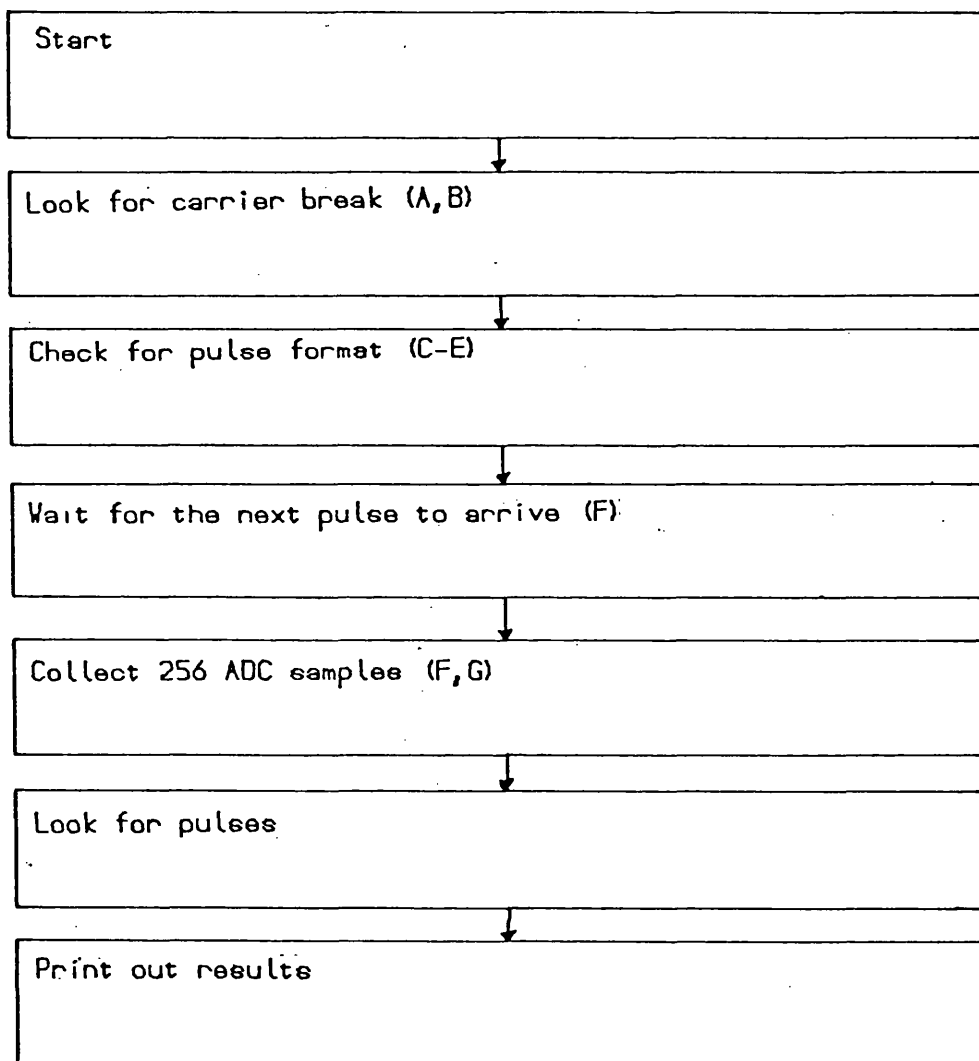 Start
Look for carrier break (A,B)
Check for pulse format (C-E)
Wait for the next pulse to arrive (F)
Collect 256 ADC samples (F,G)
Look for pulses
Print out results